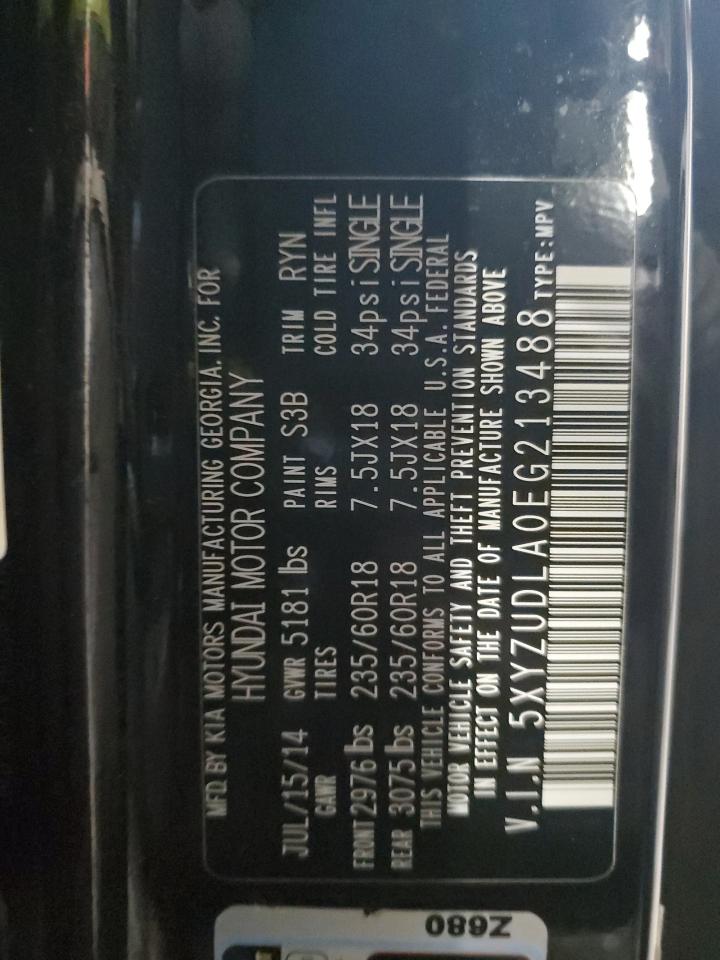 MFD BY KIA MOTORS MANUFACTURING GEORGIA, INC. FOR
HYUNDAI MOTOR COMPANY
JUL/15/14 GVWR 5181 lbs PAINT S3B TRIM RYN
GAWR TIRES RIMS COLD TIRE INFL
FRONT 2976 lbs 235/60R18 7.5JX18 34psi SINGLE
REAR 3075 lbs 235/60R18 7.5JX18 34psi SINGLE
THIS VEHICLE CONFORMS TO ALL APPLICABLE U.S.A. FEDERAL
MOTOR VEHICLE SAFETY AND THEFT PREVENTION STANDARDS
IN EFFECT ON THE DATE OF MANUFACTURE SHOWN ABOVE
V.I.N 5XYZUDLA0EG213488 TYPE:MPV
Z680